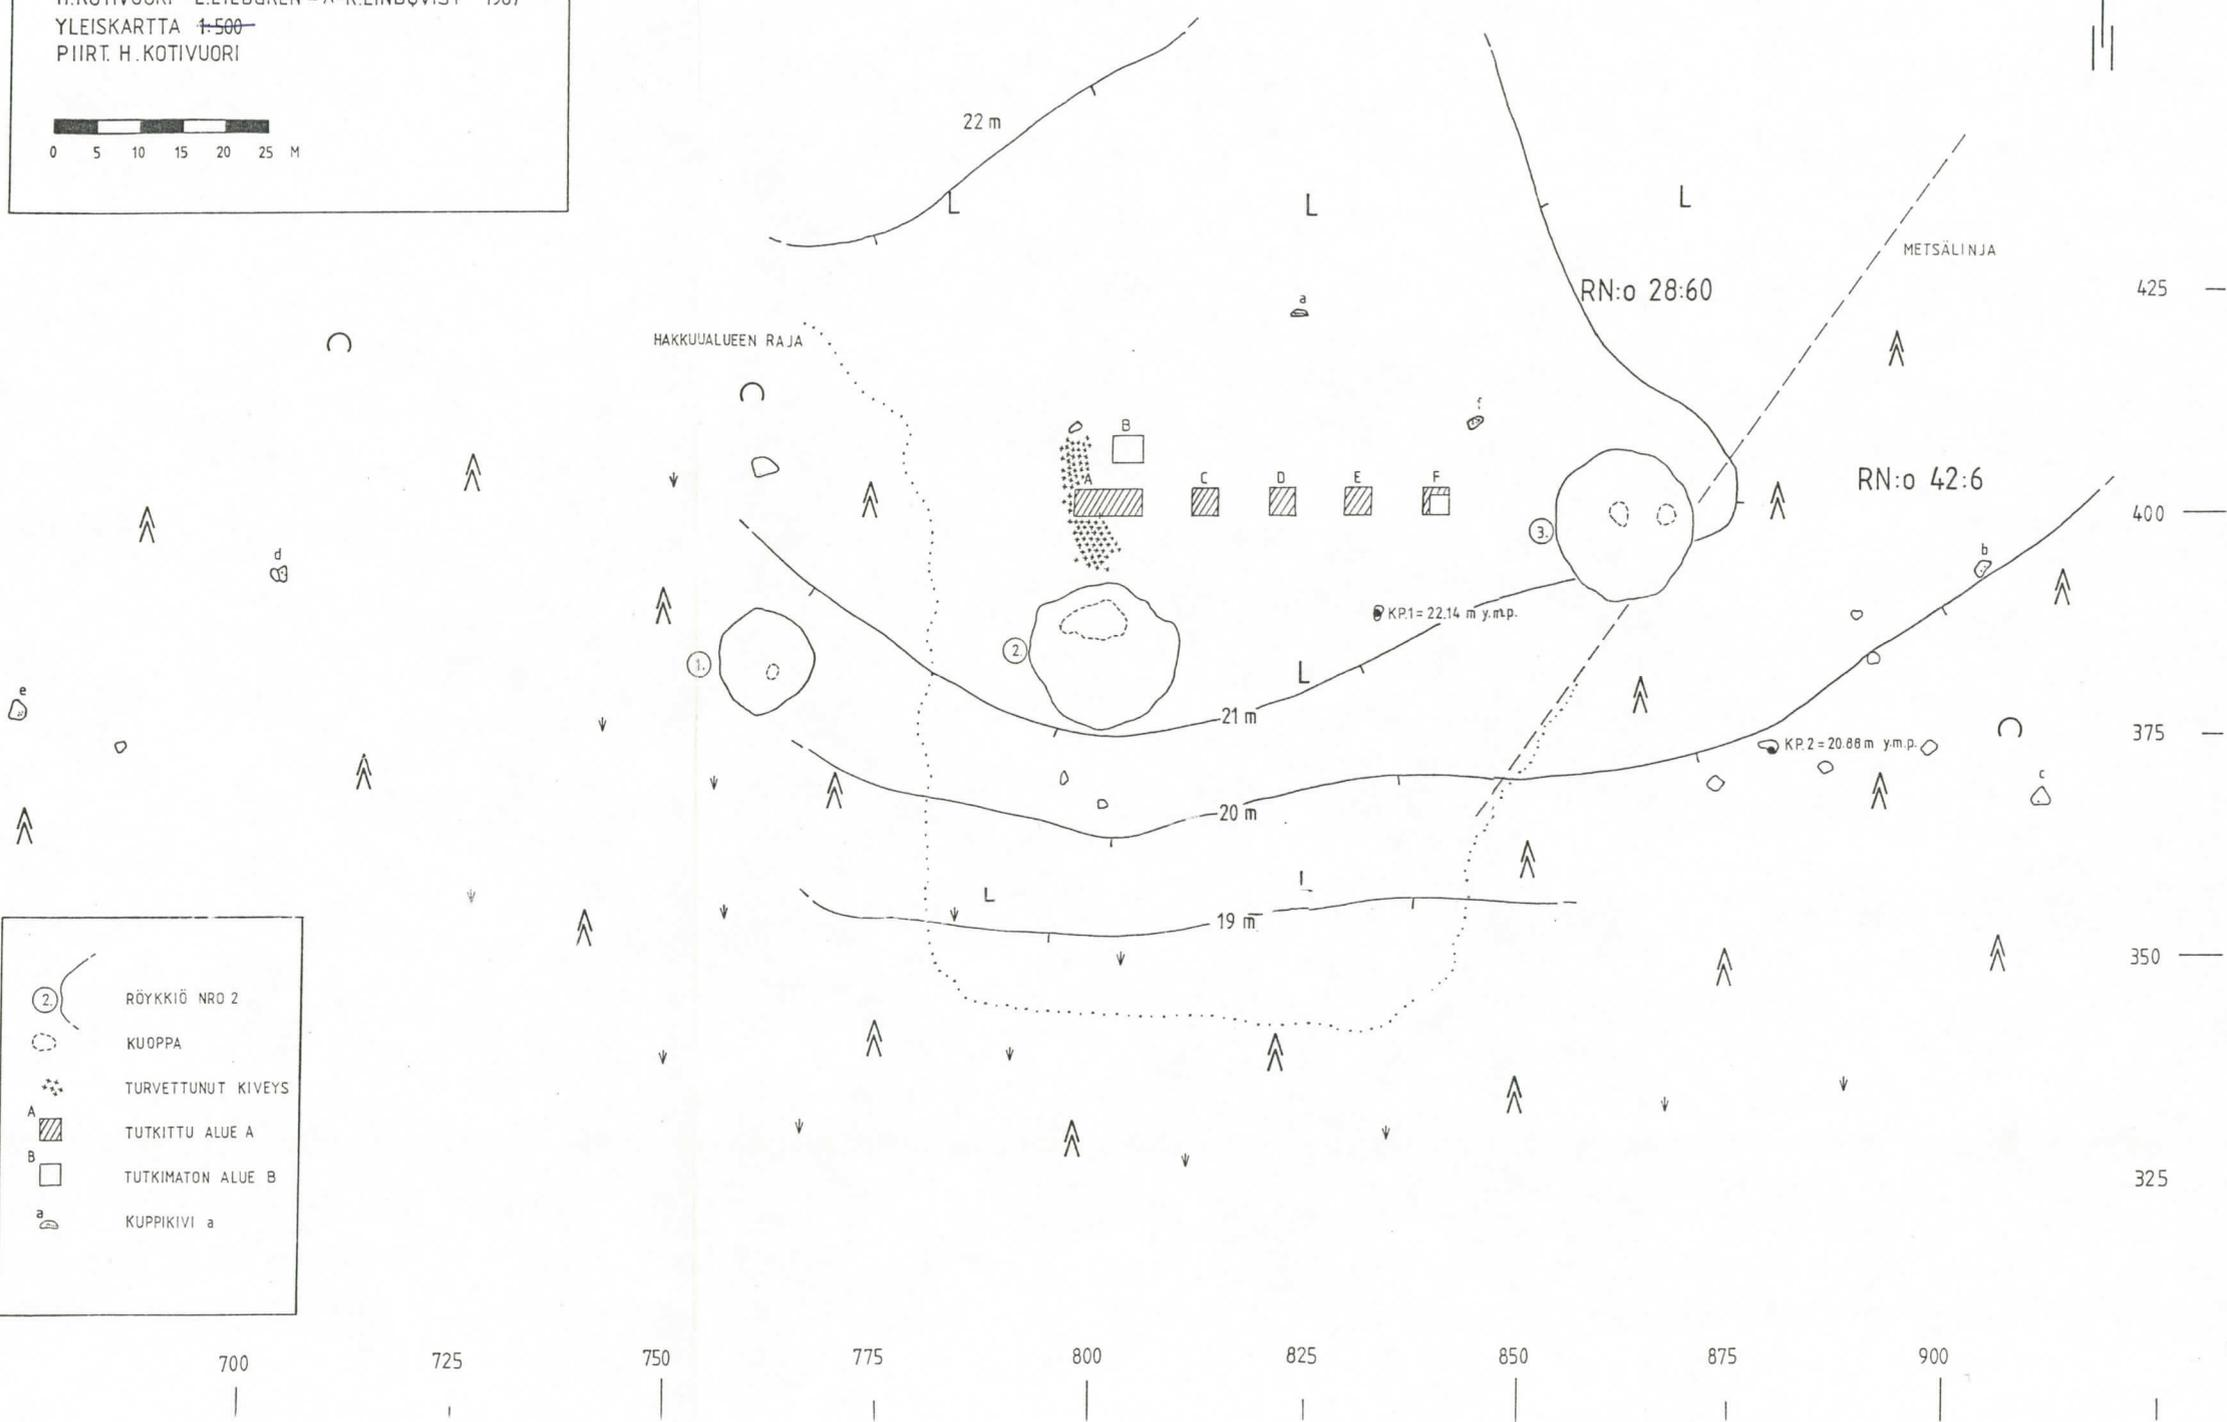 YLEISKARTTA 1:500
PIIRT. H.KOTIVUORI
0 5 10 15 20 25 M
22 m
L
L
L
METSÄLINJA
RN:o 28:60
425
a
HAKKUUALUEEN RAJA
f
B
A C D E F
RN:o 42:6
400
3.
d
b
KP.1 = 22.14 m y.m.p.
2.
1.
L
e
21 m
375
KP.2 = 20.88 m y.m.p.
c
20 m
L
19 m
350
2. RÖYKKIÖ NRO 2
KUOPPA
TURVETTUNUT KIVEYS
A TUTKITTU ALUE A
B TUTKIMATON ALUE B
a KUPPIKIVI a
325
700 725 750 775 800 825 850 875 900